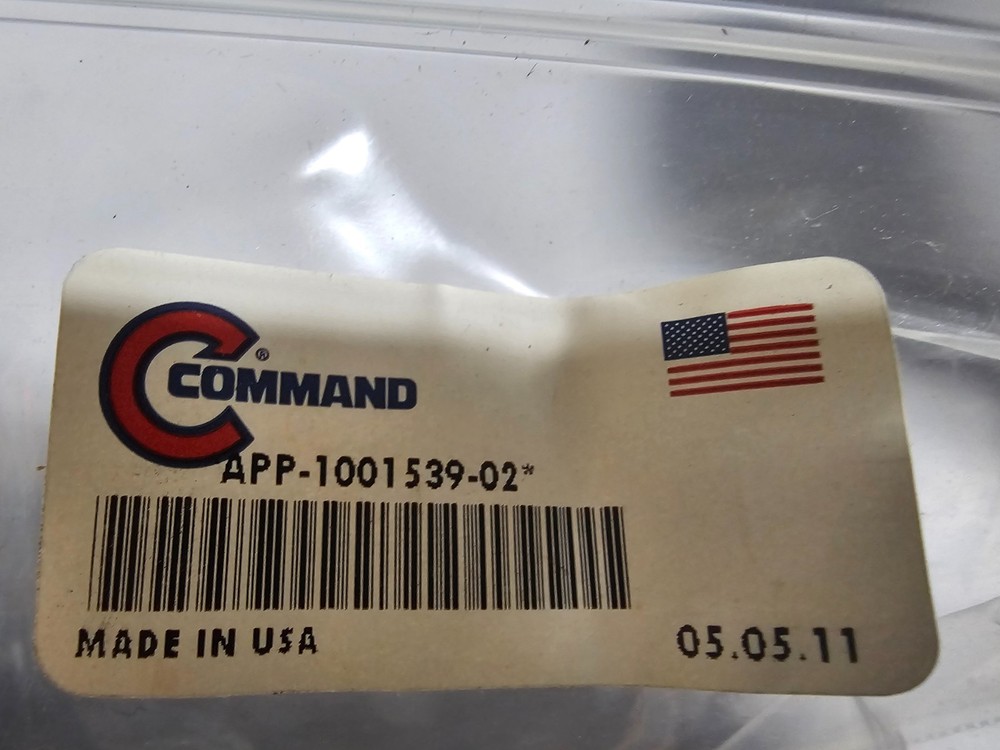 COMMAND®
APP-1001539-02*
MADE IN USA
05.05.11